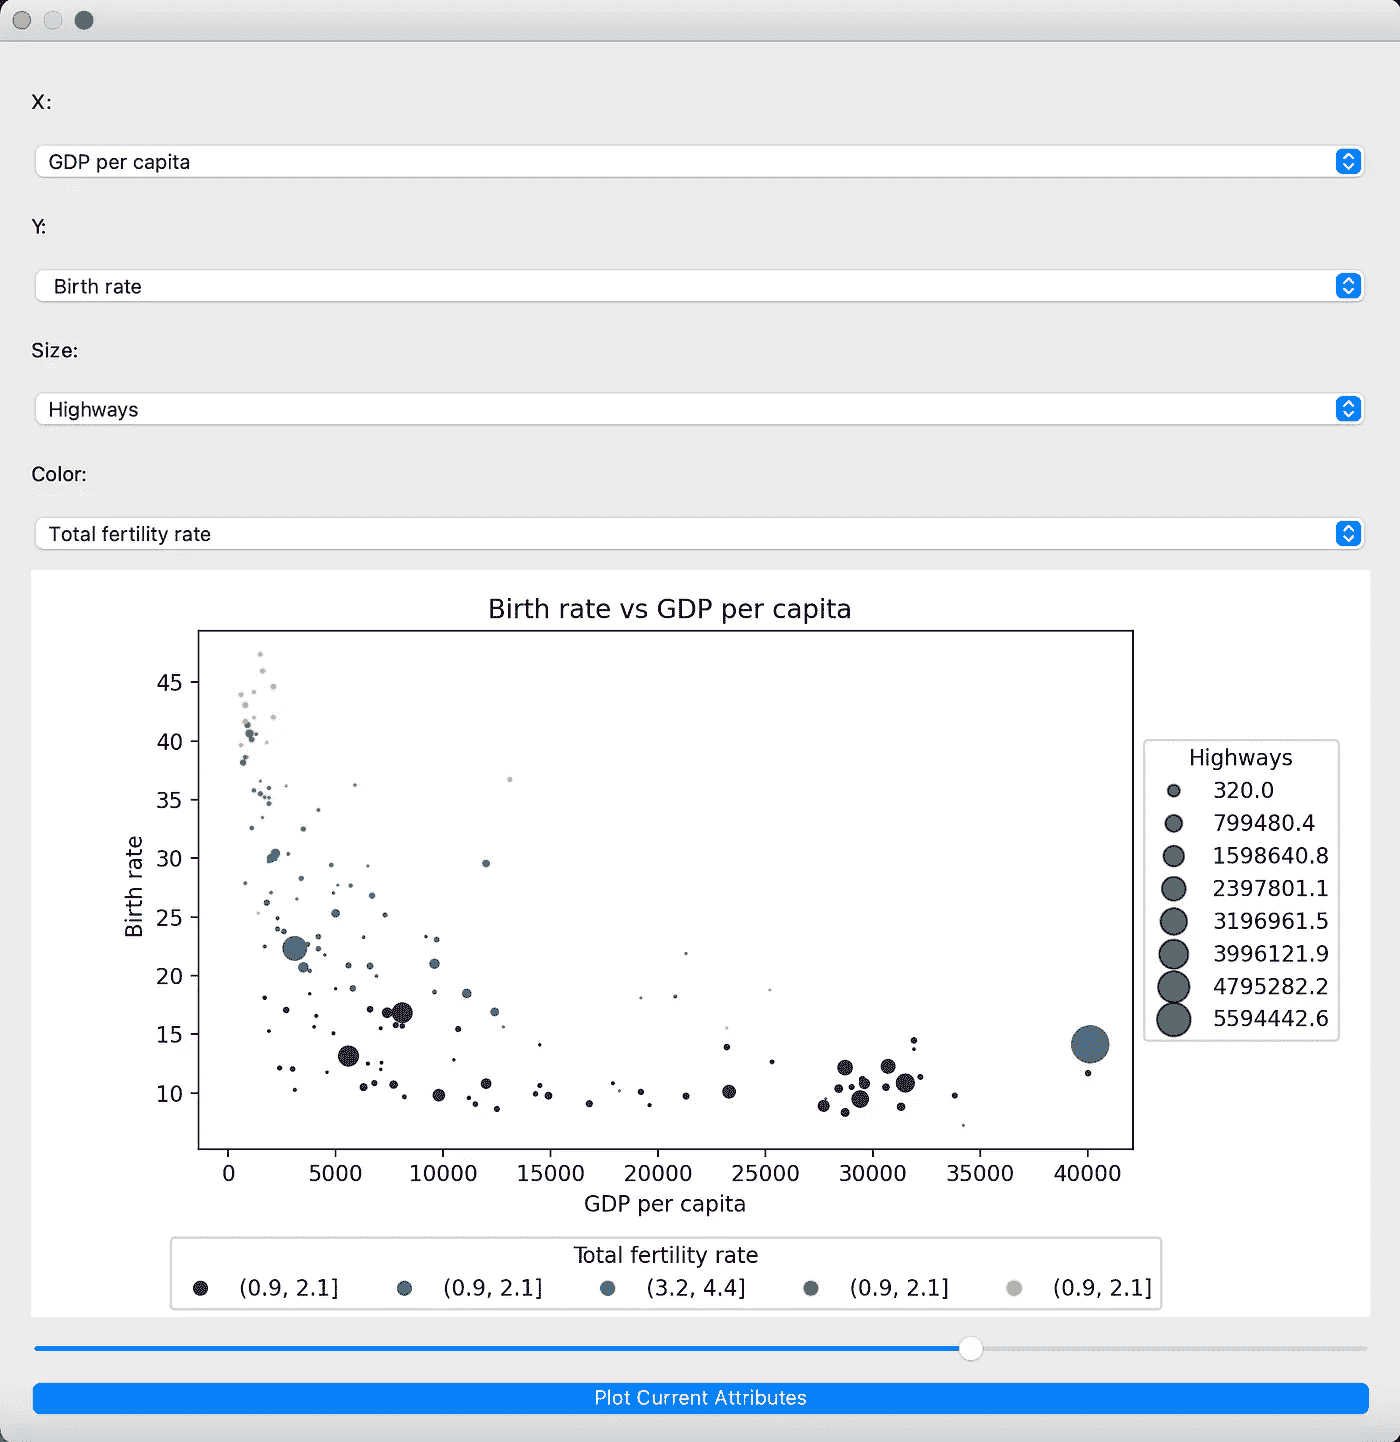 X:
GDP per capita
Y:
Birth rate
Size:
Highways
Color:
Total fertility rate
Birth rate vs GDP per capita
45
40
35
30
25
20
15
10
Birth rate
0 5000 10000 15000 20000 25000 30000 35000 40000
GDP per capita
Highways
320.0
799480.4
1598640.8
2397801.1
3196961.5
3996121.9
4795282.2
5594442.6
Total fertility rate
(0.9, 2.1] (0.9, 2.1] (3.2, 4.4] (0.9, 2.1] (0.9, 2.1]
Plot Current Attributes